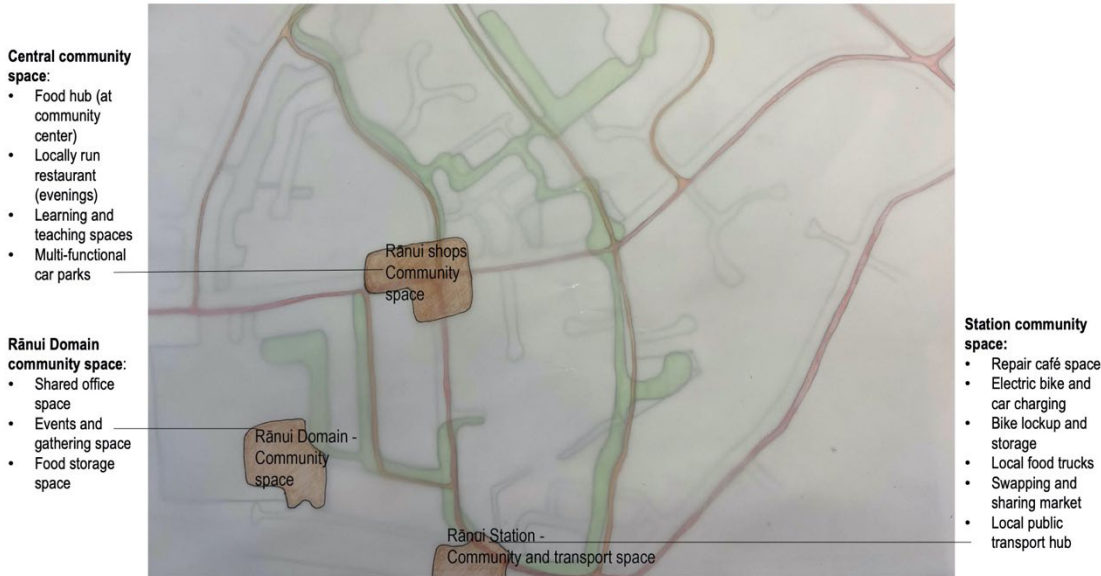 Central community
space:
• Food hub (at
community
center)
• Locally run
restaurant
(evenings)
• Learning and
teaching spaces
• Multi-functional
car parks
Rānui Domain
community space:
• Shared office
space
• Events and
gathering space
• Food storage
space
Rānui shops
Community
space
Rānui Domain -
Community
space
Rānui Station -
Community and transport space
Station community
space:
• Repair café space
• Electric bike and
car charging
• Bike lockup and
storage
• Local food trucks
• Swapping and
sharing market
• Local public
transport hub